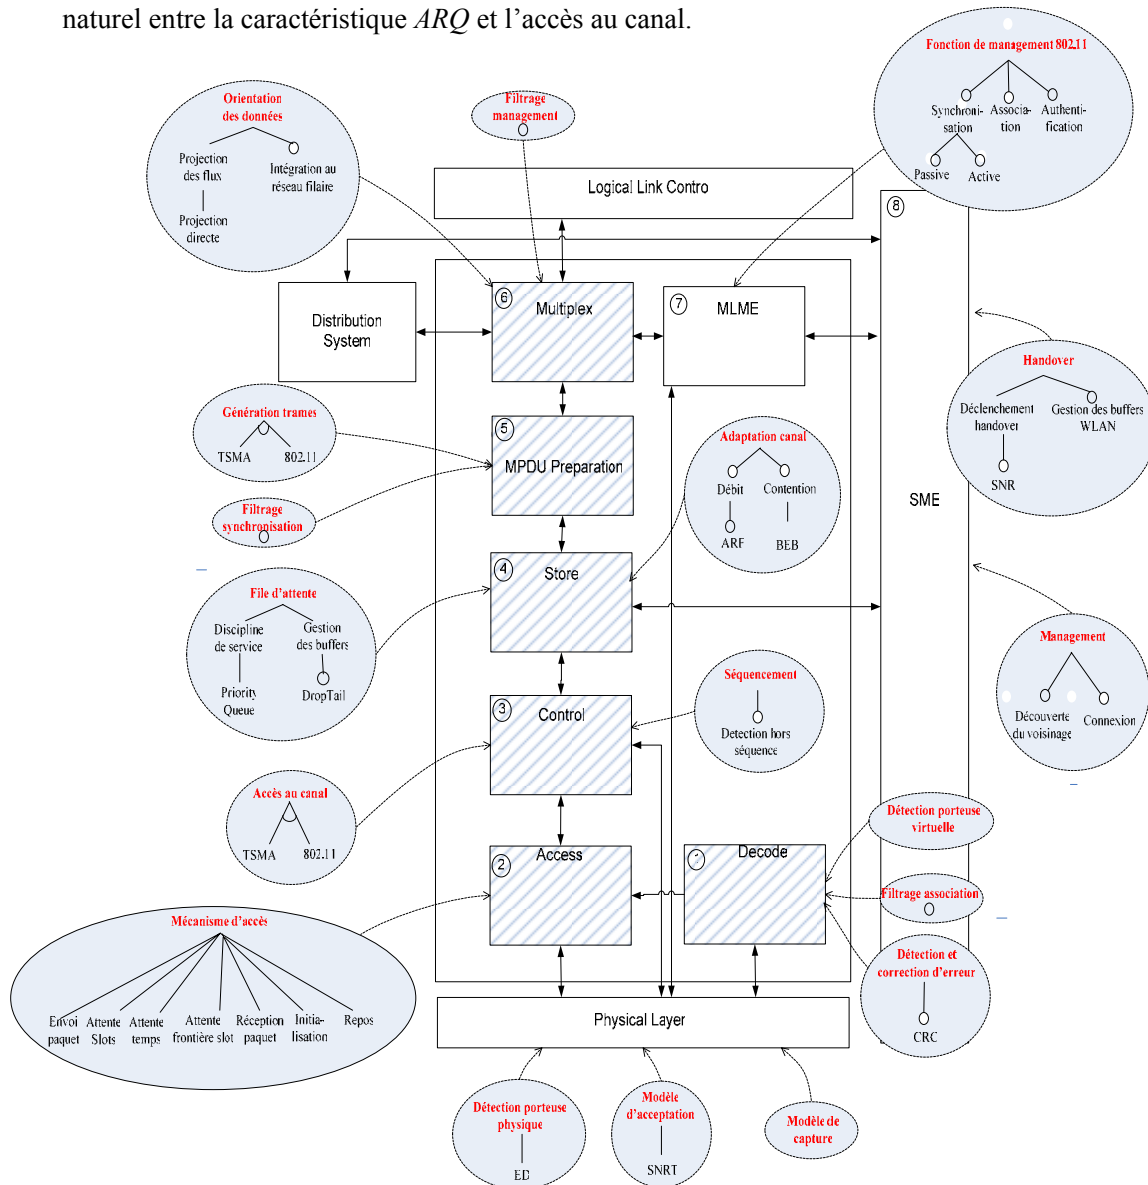 naturel entre la caractéristique ARQ et l'accès au canal.
Fonction de management 802.11
Synchroni-
sation
Associa-
tion
Authenti-
fication
Passive
Active
Orientation
des données
Projection
des flux
Intégration au
réseau filaire
Projection
directe
Filtrage
management
Logical Link Contro
8
6
Multiplex
7
MLME
Distribution
System
Handover
Déclenchement
handover
Gestion des buffers
WLAN
SNR
Génération trames
TSMA
802.11
5
MPDU Preparation
Adaptation canal
Débit
Contention
ARF
BEB
SME
Filtrage
synchronisation
4
Store
File d'attente
Discipline
de service
Gestion
des buffers
Priority
Queue
DropTail
Management
Découverte
du voisinage
Connexion
Séquencement
Detection hors
séquence
3
Control
Accès au canal
TSMA
802.11
Détection porteuse
virtuelle
2
Access
1
Decode
Filtrage association
Mécanisme d'accès
Envoi
paquet
Attente
Slots
Attente
temps
Attente
frontière slot
Réception
paquet
Initia-
lisation
Repos
Détection et
correction d'erreur
CRC
Physical Layer
Détection porteuse
physique
ED
Modèle
d'acceptation
SNRT
Modèle de
capture